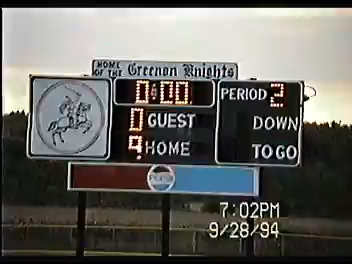 HOME OF THE Greenon Knights
0:00
PERIOD 2
0 GUEST
DOWN
9 HOME
TO GO
PEPSI
7:02PM
9/28/94